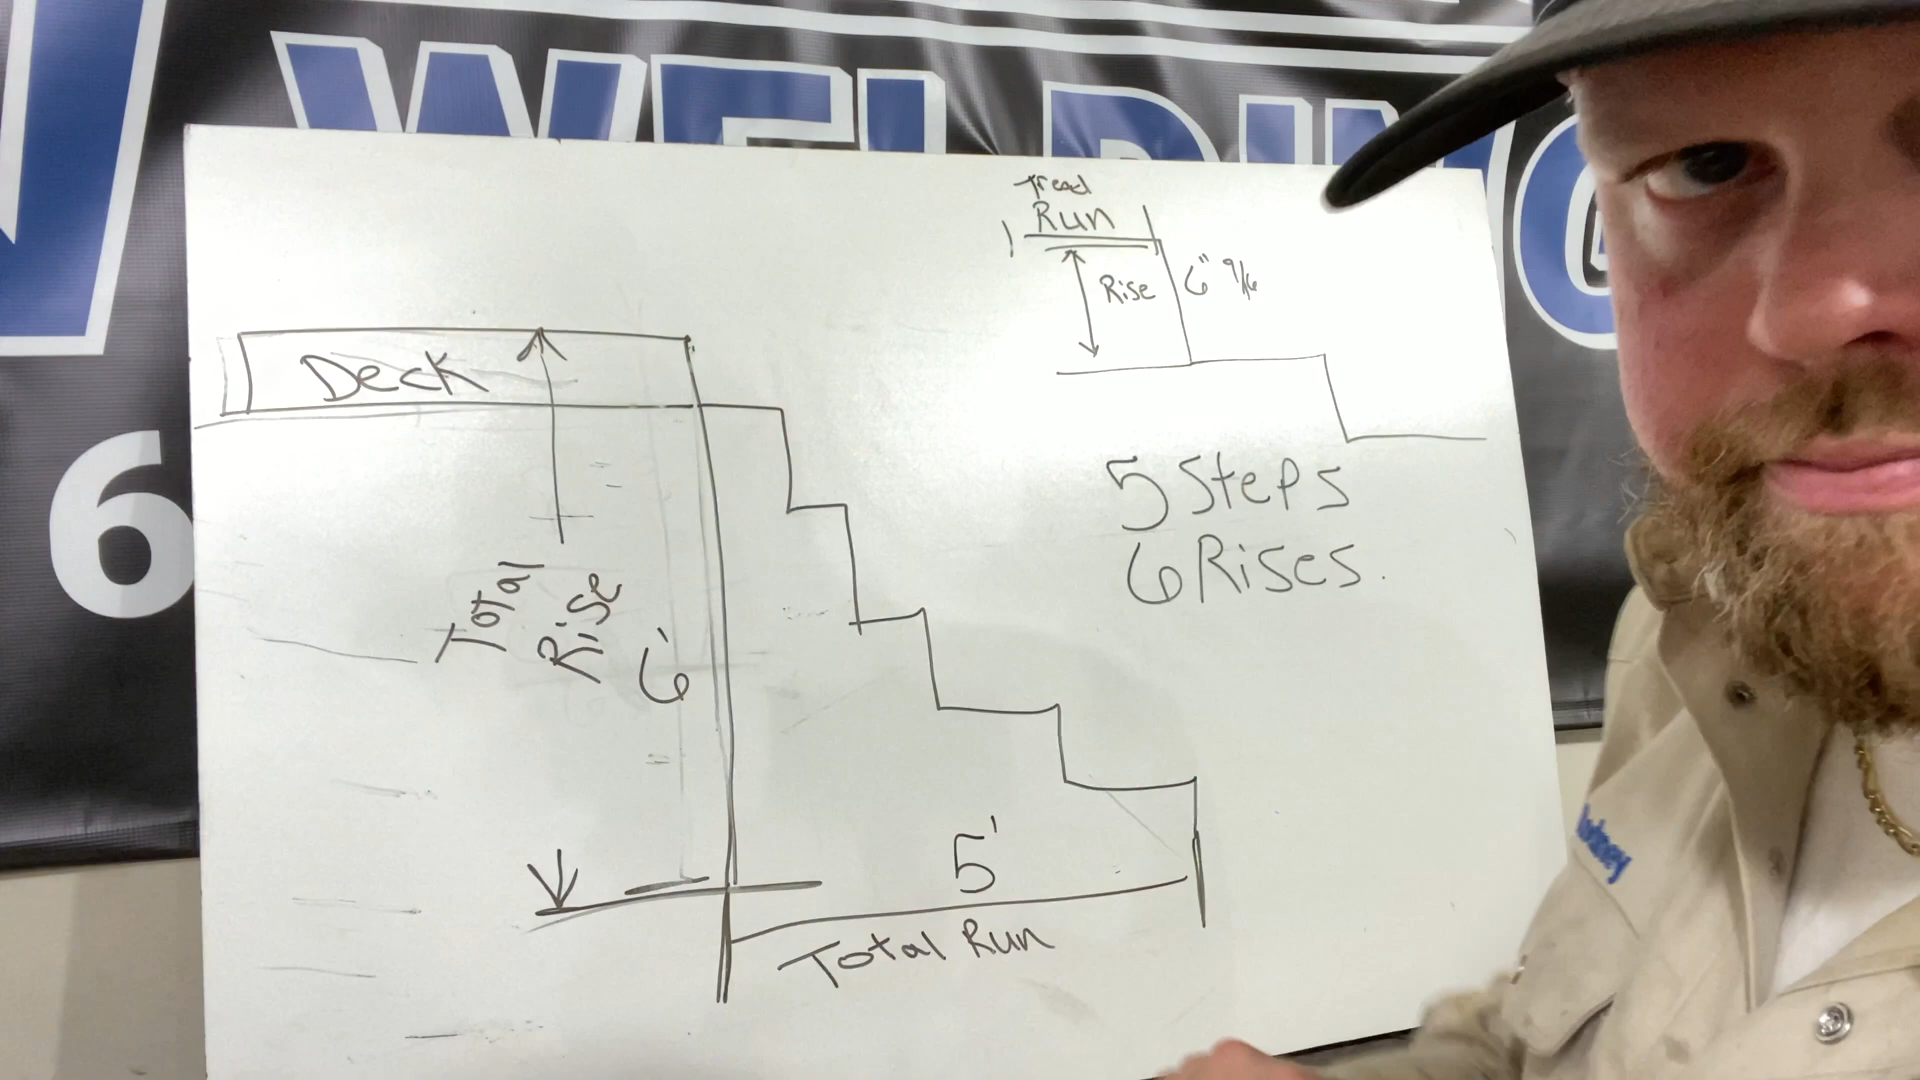 WELDING
6
Tread
Run
Rise 6" 9/16
Deck
Total
Rise
6'
5 Steps
6 Rises.
5'
Total Run
Rodney